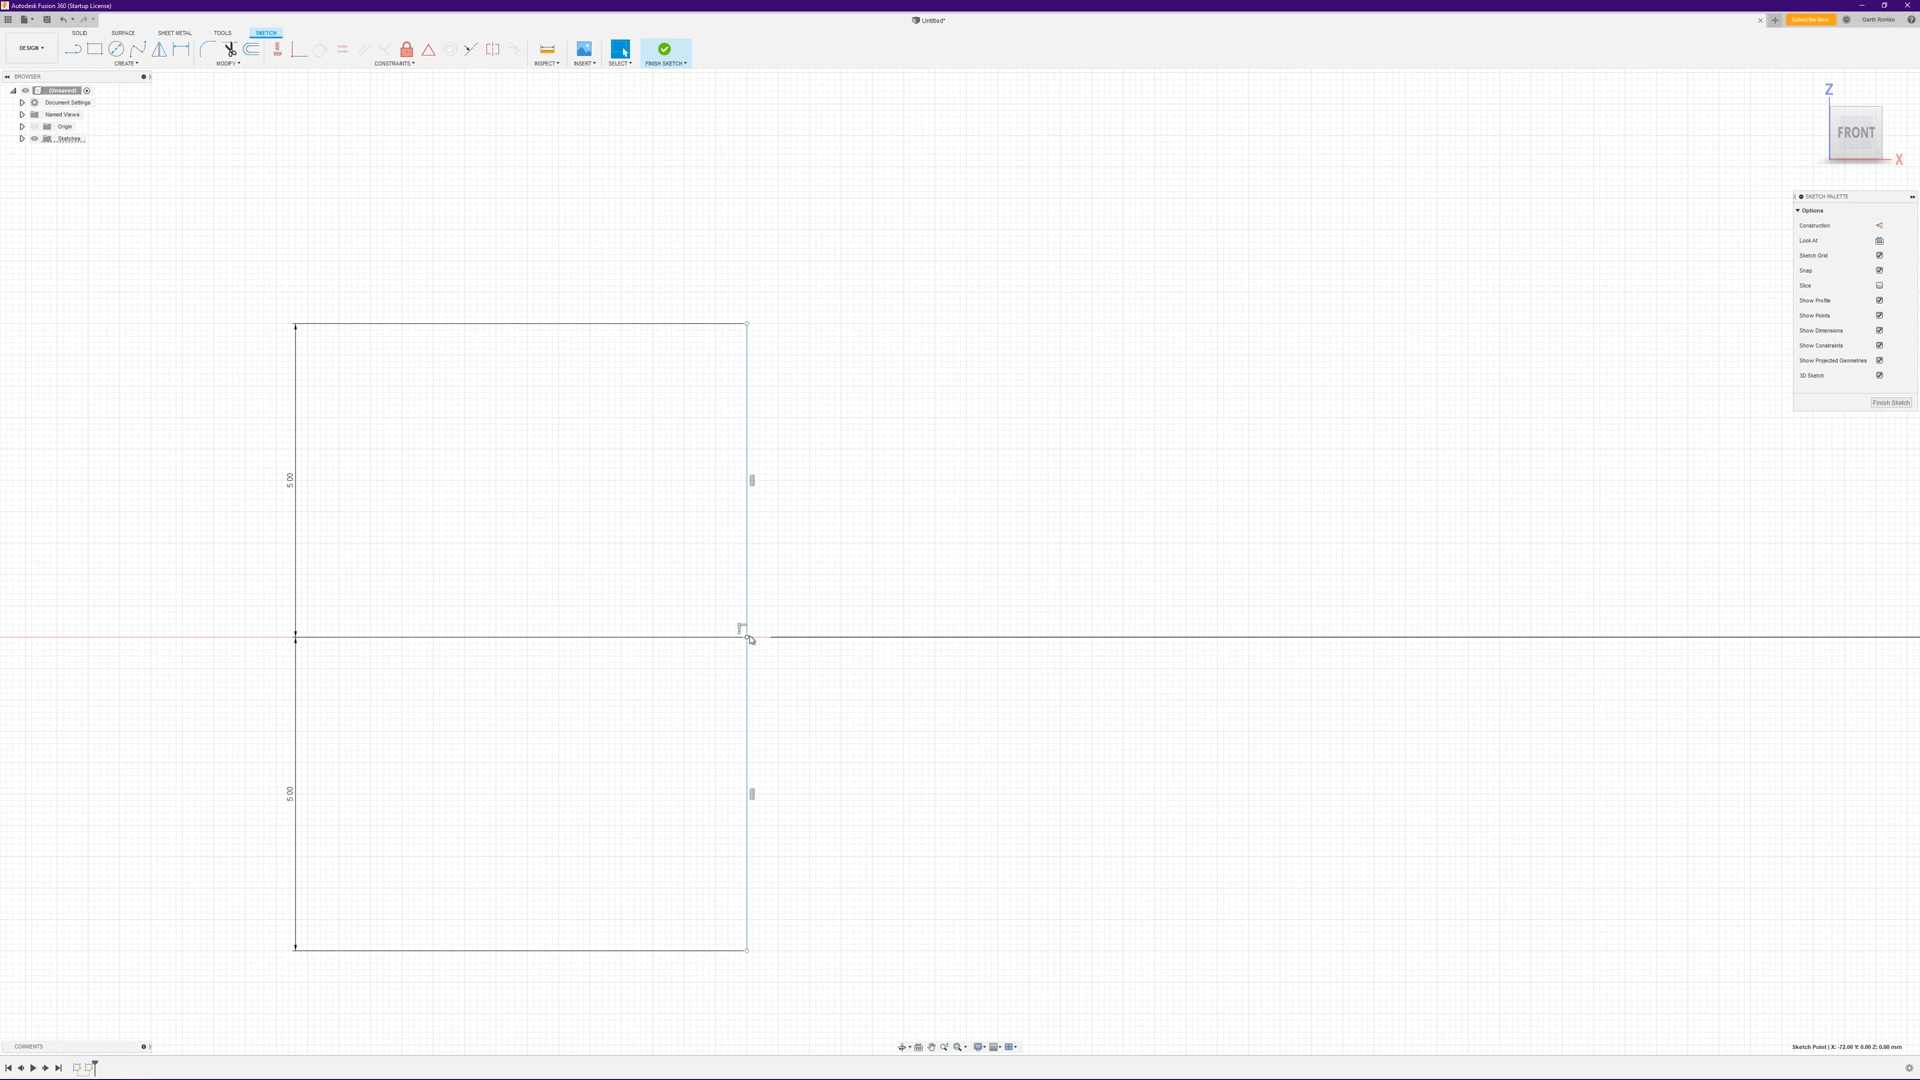 Autodesk Fusion 360 (Startup License)
Untitled*
Subscribe Now
Garth Ronkko
SOLID SURFACE SHEET METAL TOOLS SKETCH
DESIGN
CREATE MODIFY CONSTRAINTS INSPECT INSERT SELECT FINISH SKETCH
BROWSER
(Unsaved)
Document Settings
Named Views
Origin
Sketches
Z
FRONT
X
SKETCH PALETTE
Options
Construction
Look At
Sketch Grid
Snap
Slice
Show Profile
Show Points
Show Dimensions
Show Constraints
Show Projected Geometries
3D Sketch
Finish Sketch
5.00
5.00
COMMENTS
Sketch Point | X: -72.00 Y: 0.00 Z: 0.00 mm